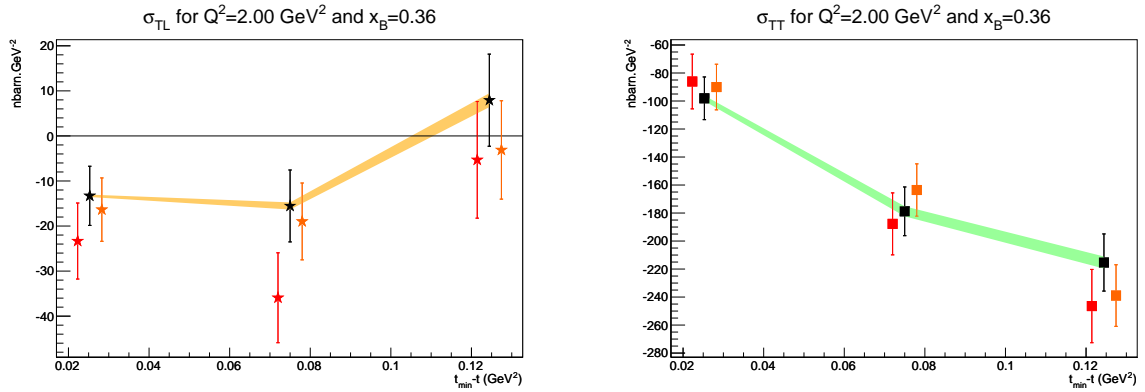 σ_TL for Q²=2.00 GeV² and x_B=0.36
nbarn.GeV⁻²
20
10
0
-10
-20
-30
-40
0.02 0.04 0.06 0.08 0.1 0.12
t_min-t (GeV²)
σ_TT for Q²=2.00 GeV² and x_B=0.36
nbarn.GeV⁻²
-60
-80
-100
-120
-140
-160
-180
-200
-220
-240
-260
-280
0.02 0.04 0.06 0.08 0.1 0.12
t_min-t (GeV²)